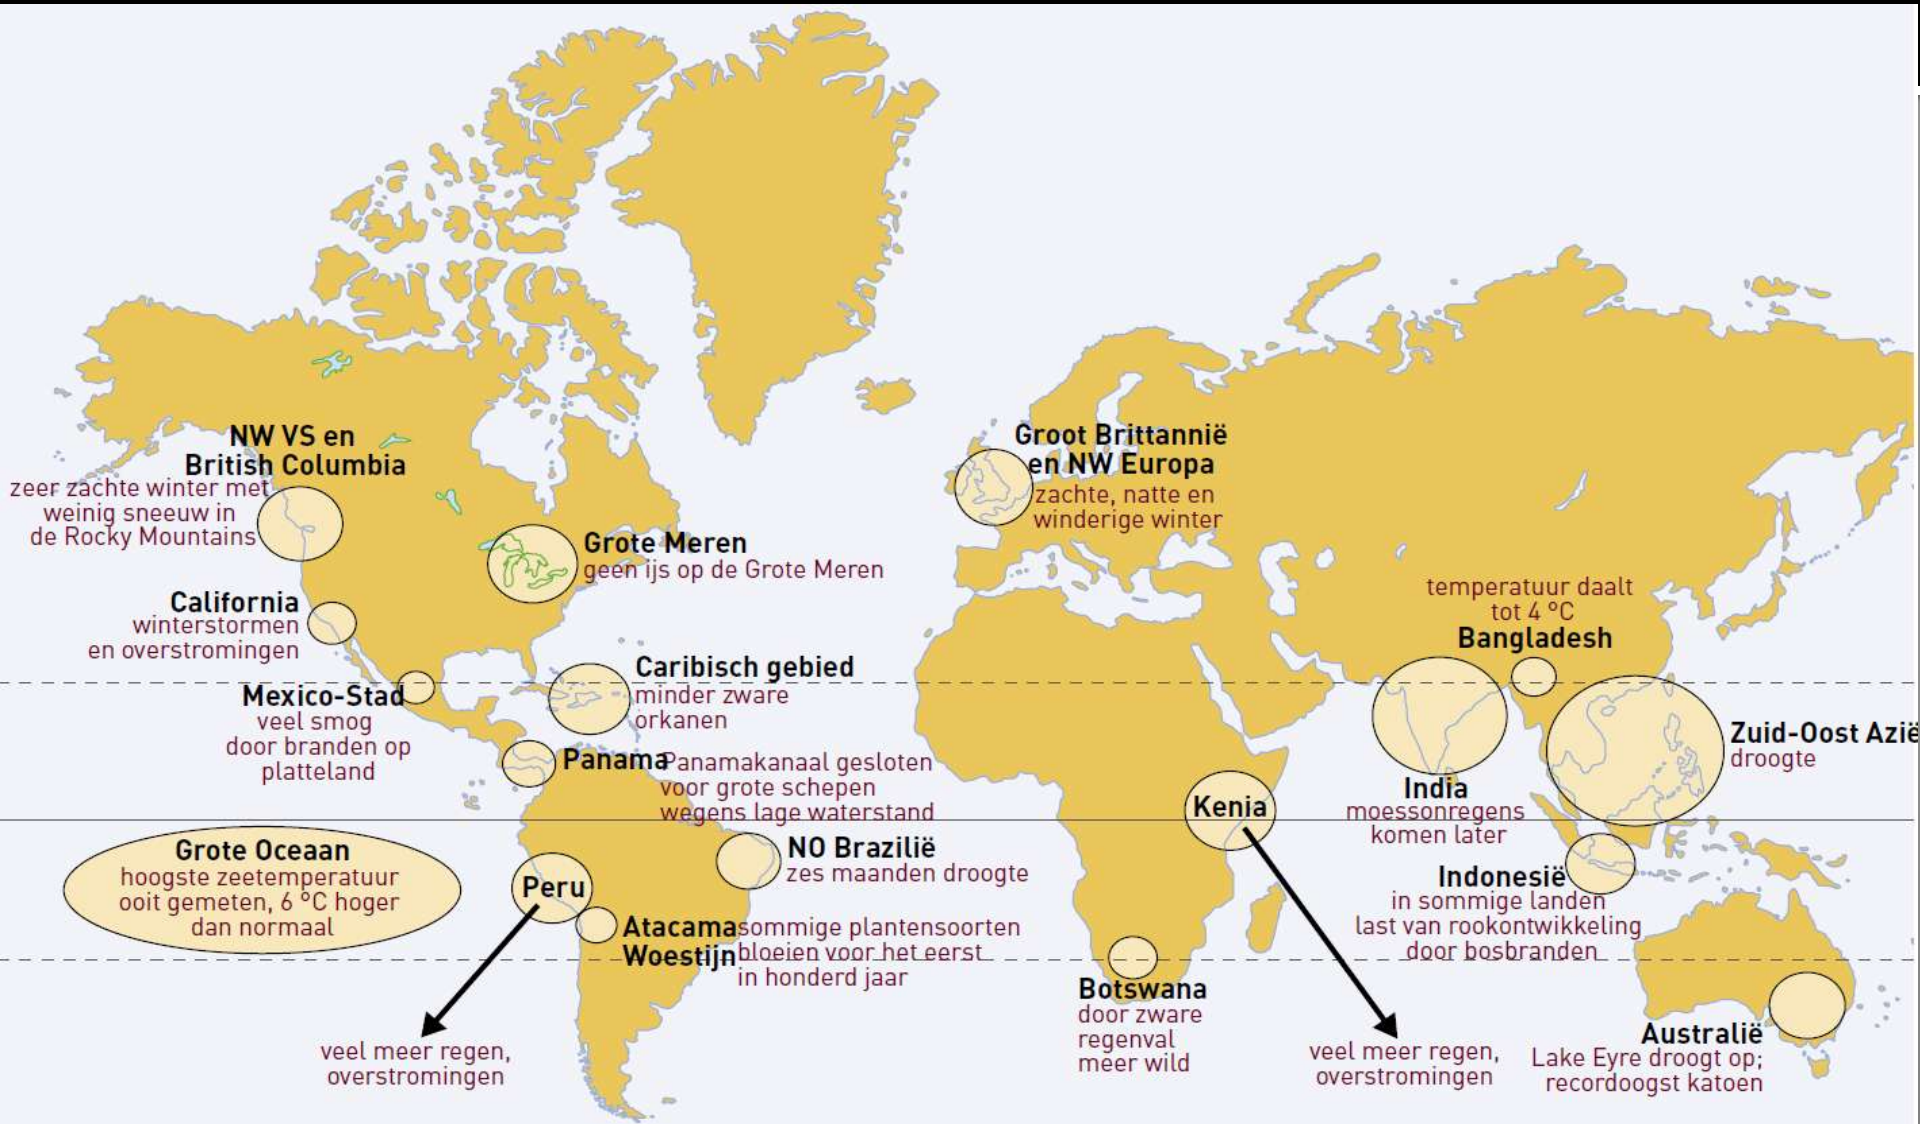 NW VS en
British Columbia
zeer zachte winter met
weinig sneeuw in
de Rocky Mountains
Groot Brittannië
en NW Europa
zachte, natte en
winderige winter
Grote Meren
geen ijs op de Grote Meren
California
winterstormen
en overstromingen
temperatuur daalt
tot 4 °C
Bangladesh
Caribisch gebied
minder zware
orkanen
Mexico-Stad
veel smog
door branden op
platteland
Panama
Panamakanaal gesloten
voor grote schepen
wegens lage waterstand
Zuid-Oost Azië
droogte
India
moessonregens
komen later
Kenia
veel meer regen,
overstromingen
Grote Oceaan
hoogste zeetemperatuur
ooit gemeten, 6 °C hoger
dan normaal
NO Brazilië
zes maanden droogte
Peru
veel meer regen,
overstromingen
Atacama
Woestijn
sommige plantensoorten
bloeien voor het eerst
in honderd jaar
Indonesië
in sommige landen
last van rookontwikkeling
door bosbranden
Botswana
door zware
regenval
meer wild
Australië
Lake Eyre droogt op;
recordoogst katoen